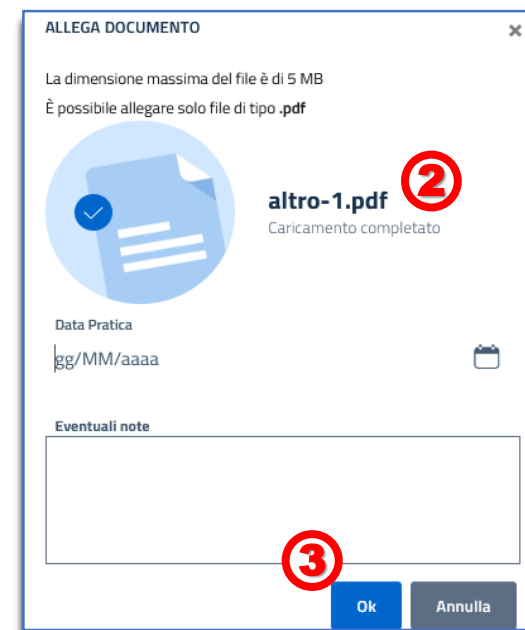 ALLEGA DOCUMENTO ×
La dimensione massima del file è di 5 MB
È possibile allegare solo file di tipo .pdf
altro-1.pdf 2
Caricamento completato
Data Pratica
gg/MM/aaaa
Eventuali note
3
Ok Annulla